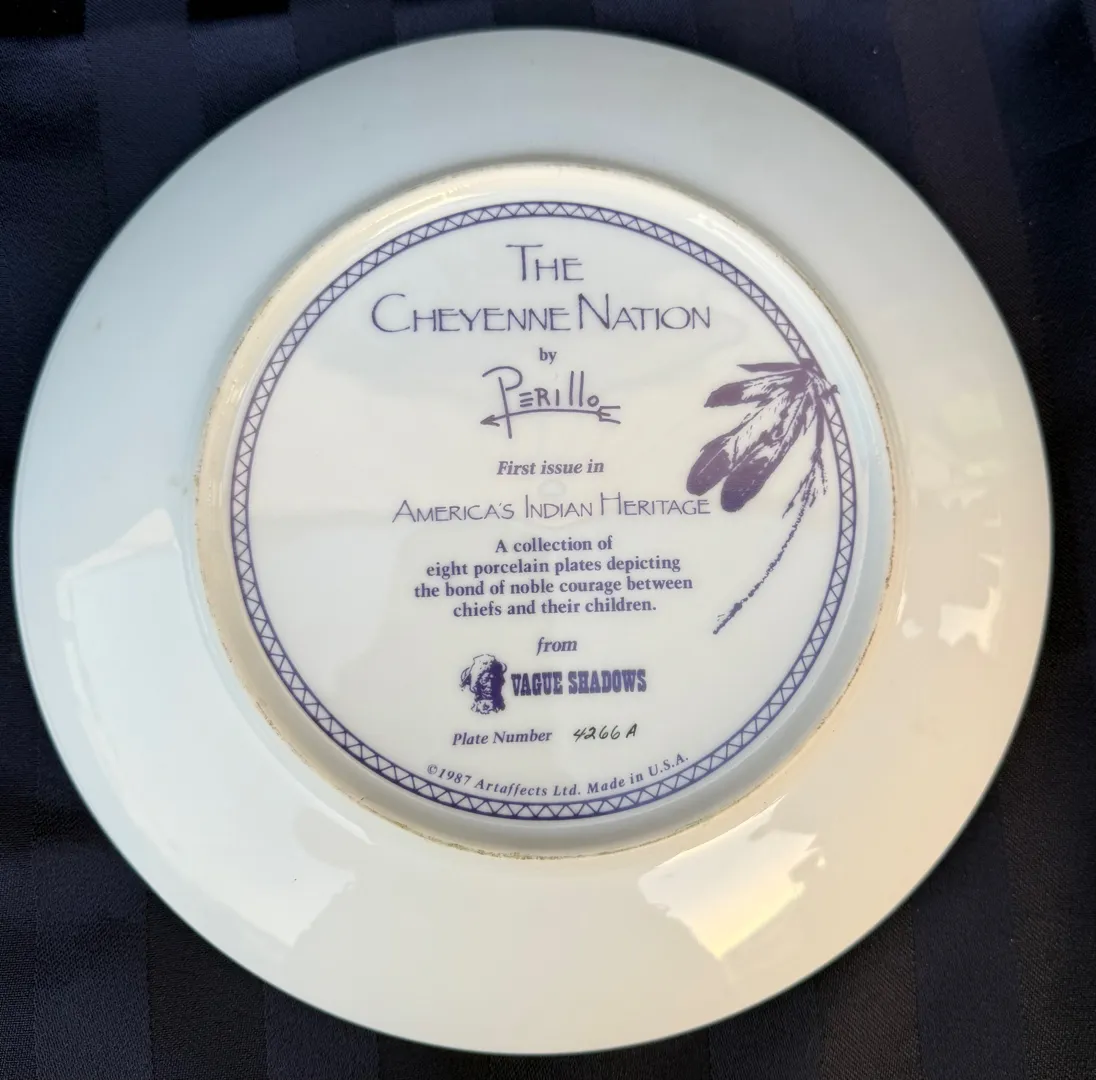 THE
CHEYENNE NATION
by
PERILLO
First issue in
AMERICA'S INDIAN HERITAGE
A collection of
eight porcelain plates depicting
the bond of noble courage between
chiefs and their children.
from
VAGUE SHADOWS
Plate Number 4266 A
©1987 Artaffects Ltd. Made in U.S.A.